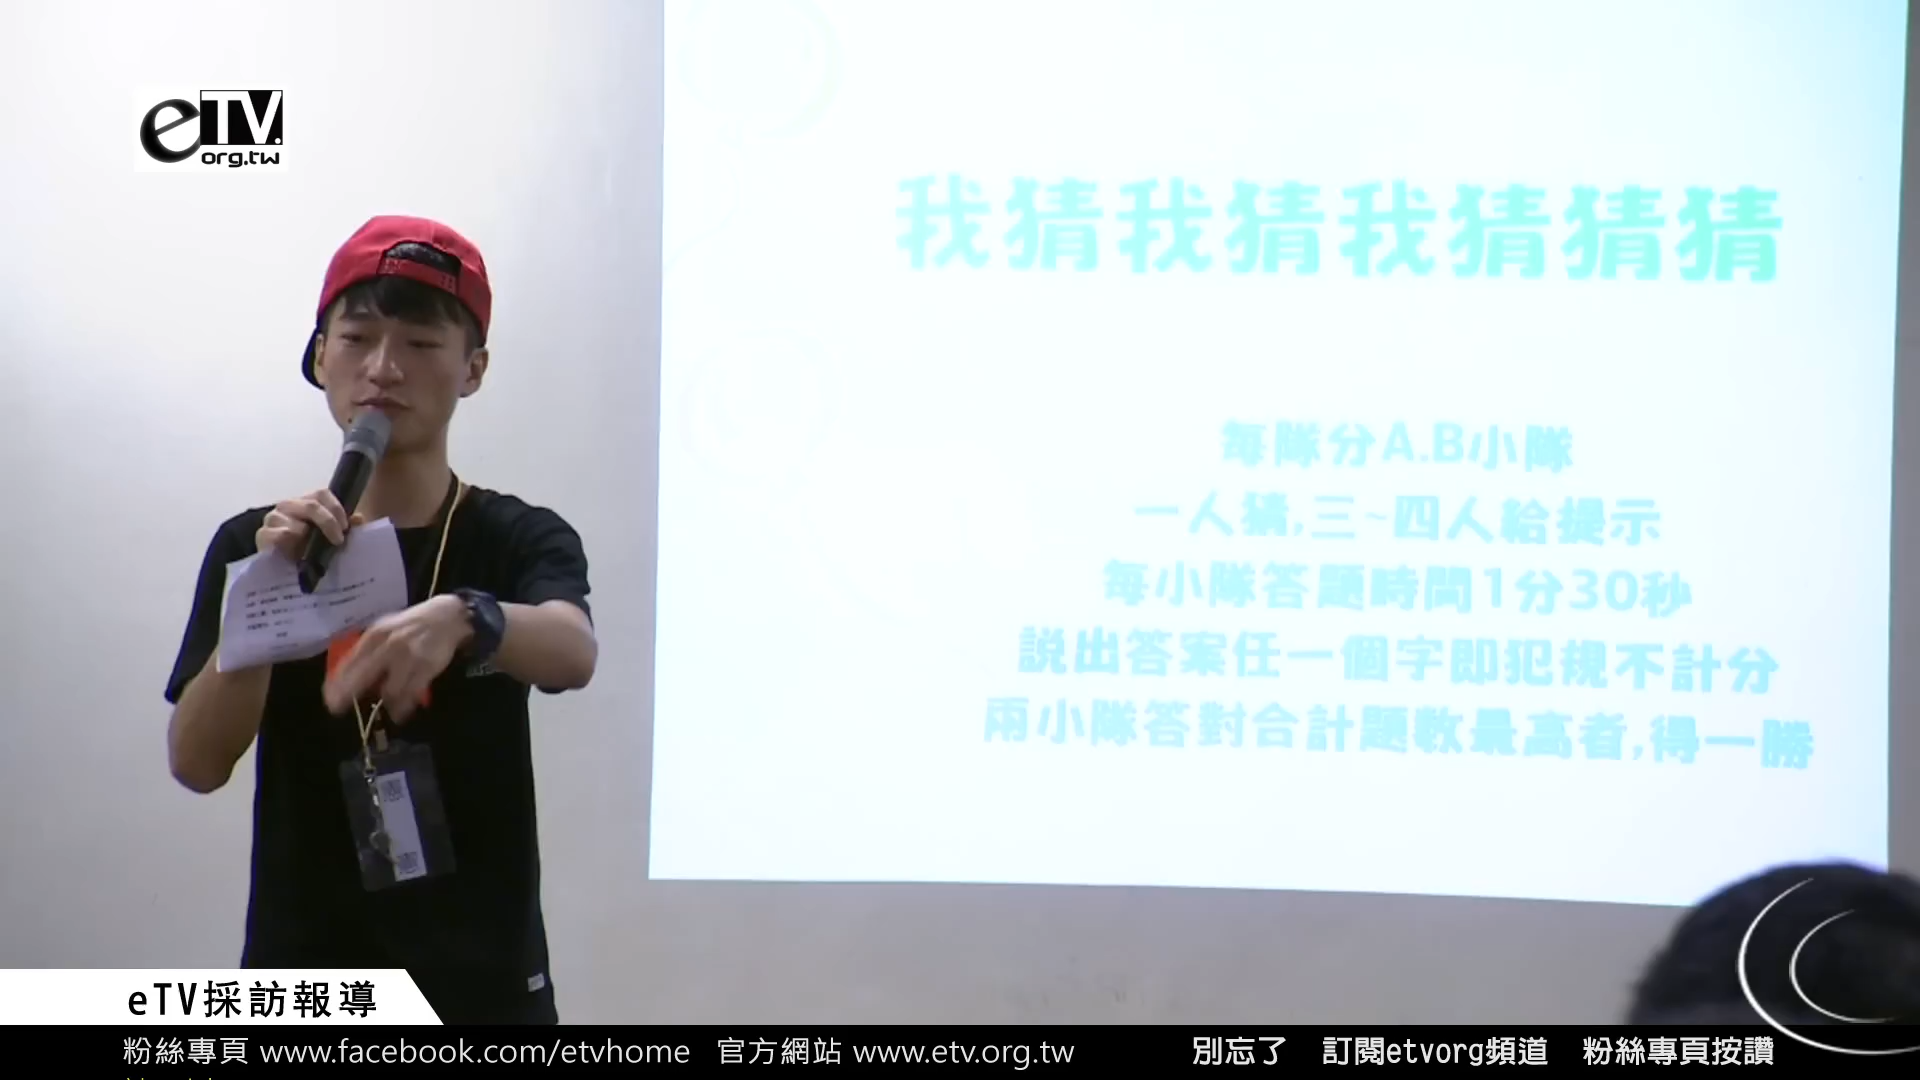 eTV.
org.tw
我猜我猜我猜猜猜
每隊分A.B小隊
一人猜,三~四人給提示
每小隊答題時間1分30秒
說出答案任一個字即犯規不計分
兩小隊答對合計題數最高者,得一勝
eTV採訪報導
粉絲專頁 www.facebook.com/etvhome 官方網站 www.etv.org.tw 別忘了 訂閱etvorg頻道 粉絲專頁按讚